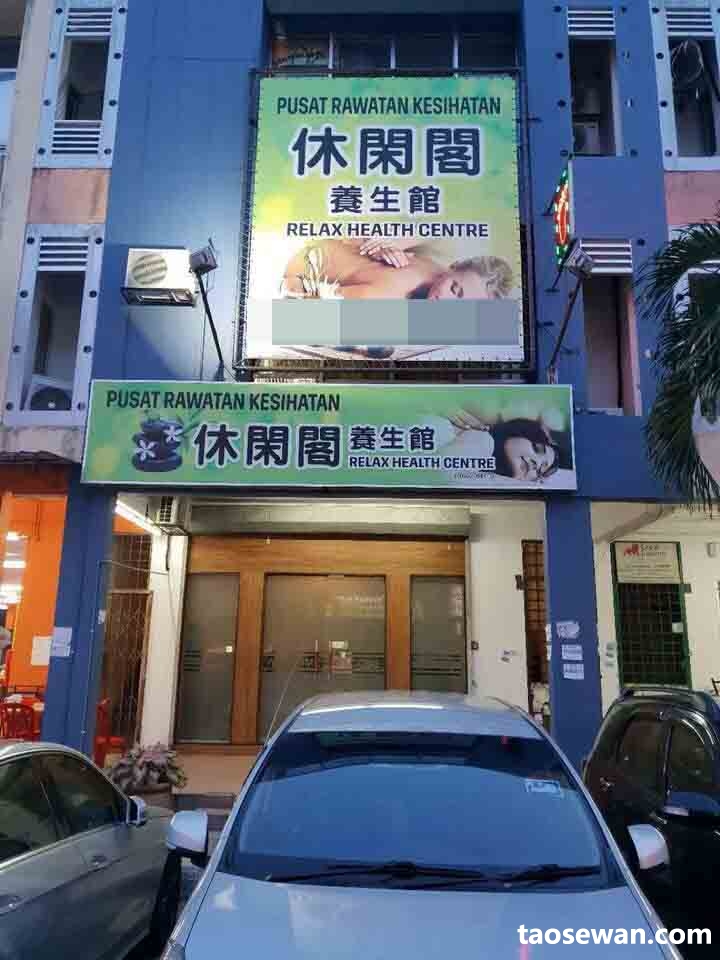 PUSAT RAWATAN KESIHATAN
休閑閣
養生館
RELAX HEALTH CENTRE
PUSAT RAWATAN KESIHATAN
休閑閣 養生館
RELAX HEALTH CENTRE
taosewan.com